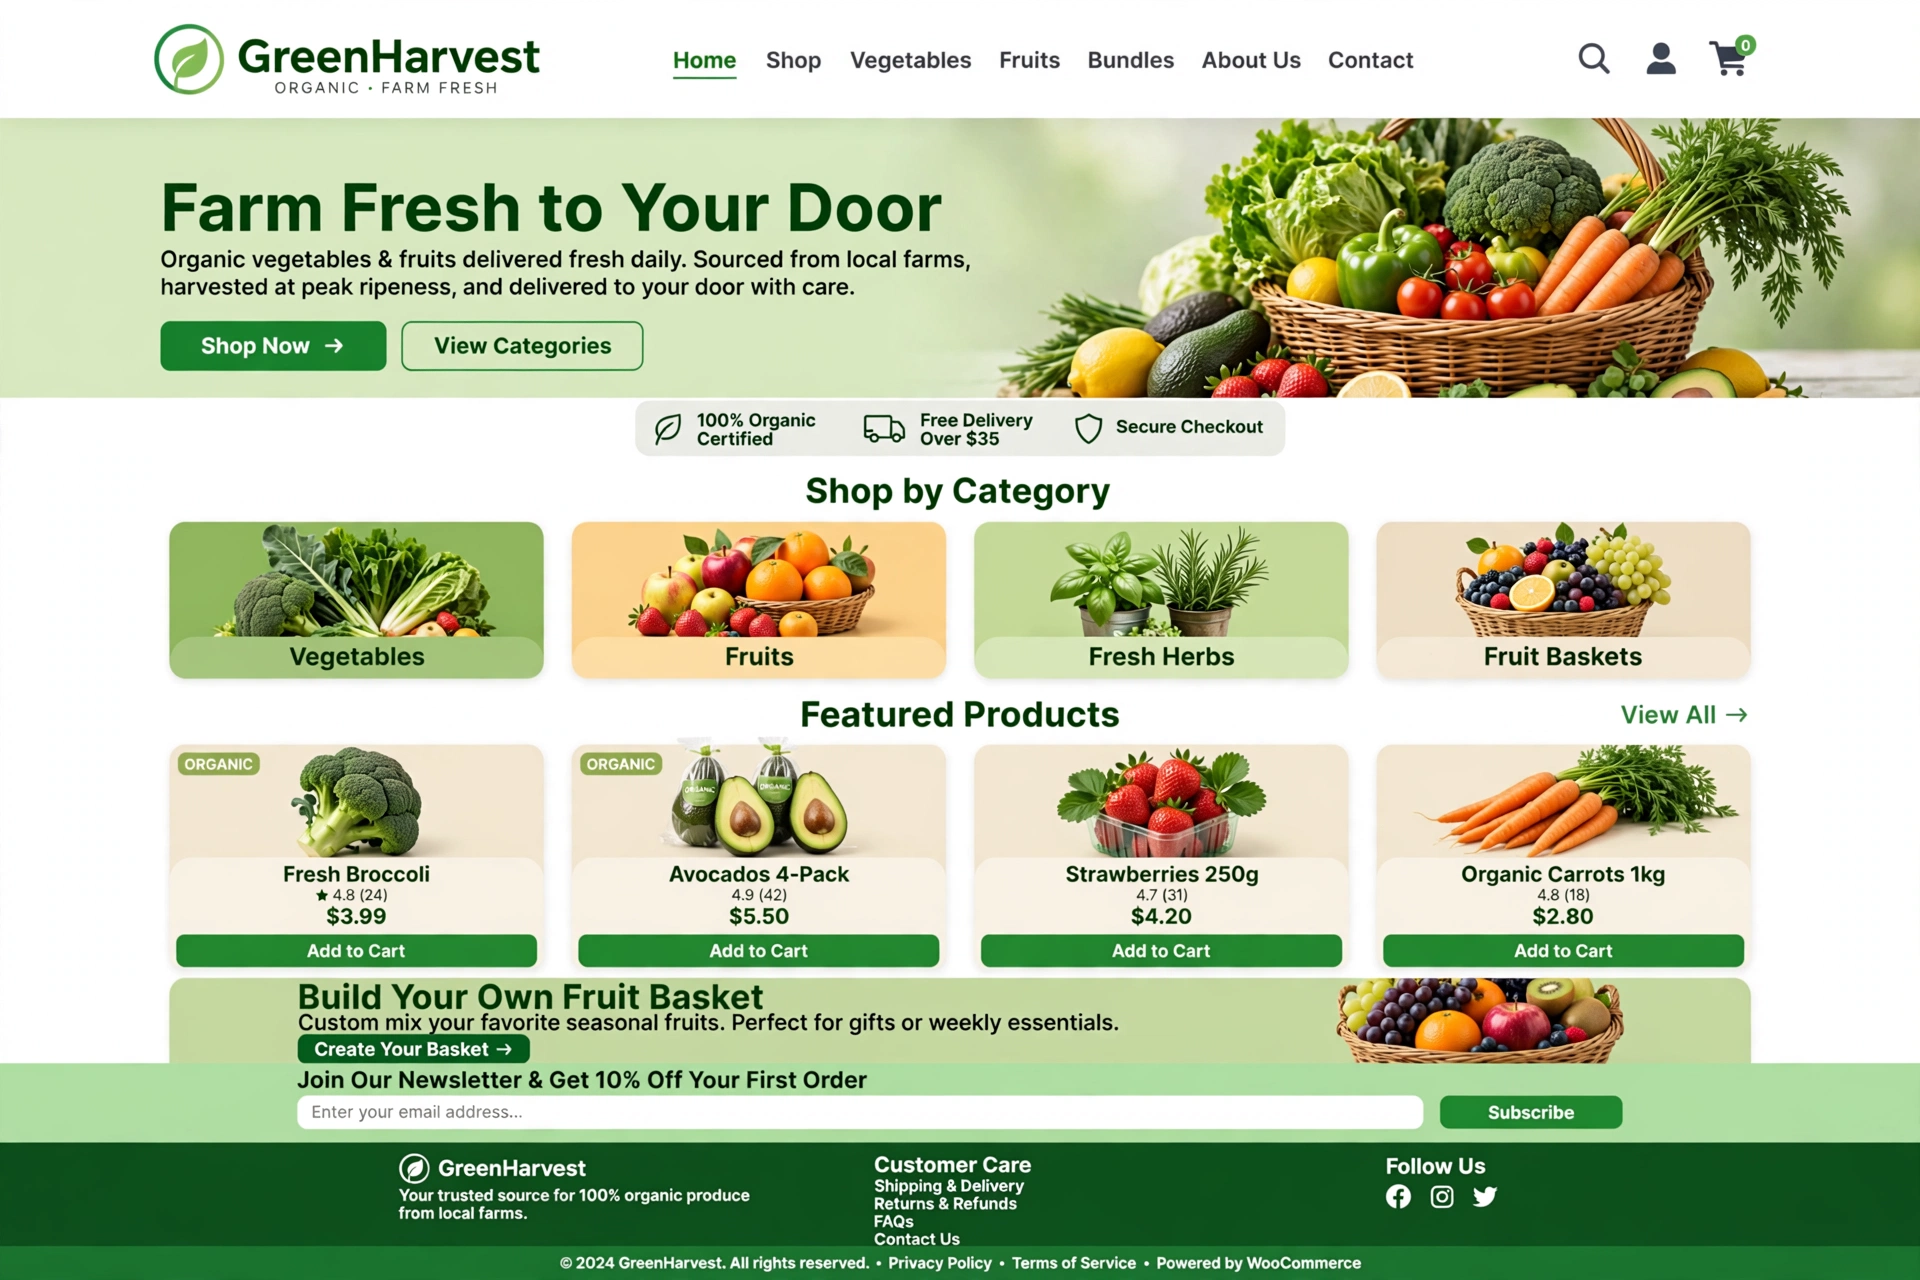 GreenHarvest
ORGANIC • FARM FRESH
Home
Shop
Vegetables
Fruits
Bundles
About Us
Contact
0
Farm Fresh to Your Door
Organic vegetables & fruits delivered fresh daily. Sourced from local farms,
harvested at peak ripeness, and delivered to your door with care.
Shop Now →
View Categories
100% Organic
Certified
Free Delivery
Over $35
Secure Checkout
Shop by Category
Vegetables
Fruits
Fresh Herbs
Fruit Baskets
Featured Products
View All →
ORGANIC
Fresh Broccoli
★ 4.8 (24)
$3.99
Add to Cart
ORGANIC
ORGANIC
ORGANIC
Avocados 4-Pack
4.9 (42)
$5.50
Add to Cart
Strawberries 250g
4.7 (31)
$4.20
Add to Cart
Organic Carrots 1kg
4.8 (18)
$2.80
Add to Cart
Build Your Own Fruit Basket
Custom mix your favorite seasonal fruits. Perfect for gifts or weekly essentials.
Create Your Basket →
Join Our Newsletter & Get 10% Off Your First Order
Enter your email address...
Subscribe
GreenHarvest
Your trusted source for 100% organic produce
from local farms.
Customer Care
Shipping & Delivery
Returns & Refunds
FAQs
Contact Us
Follow Us
© 2024 GreenHarvest. All rights reserved. • Privacy Policy • Terms of Service • Powered by WooCommerce